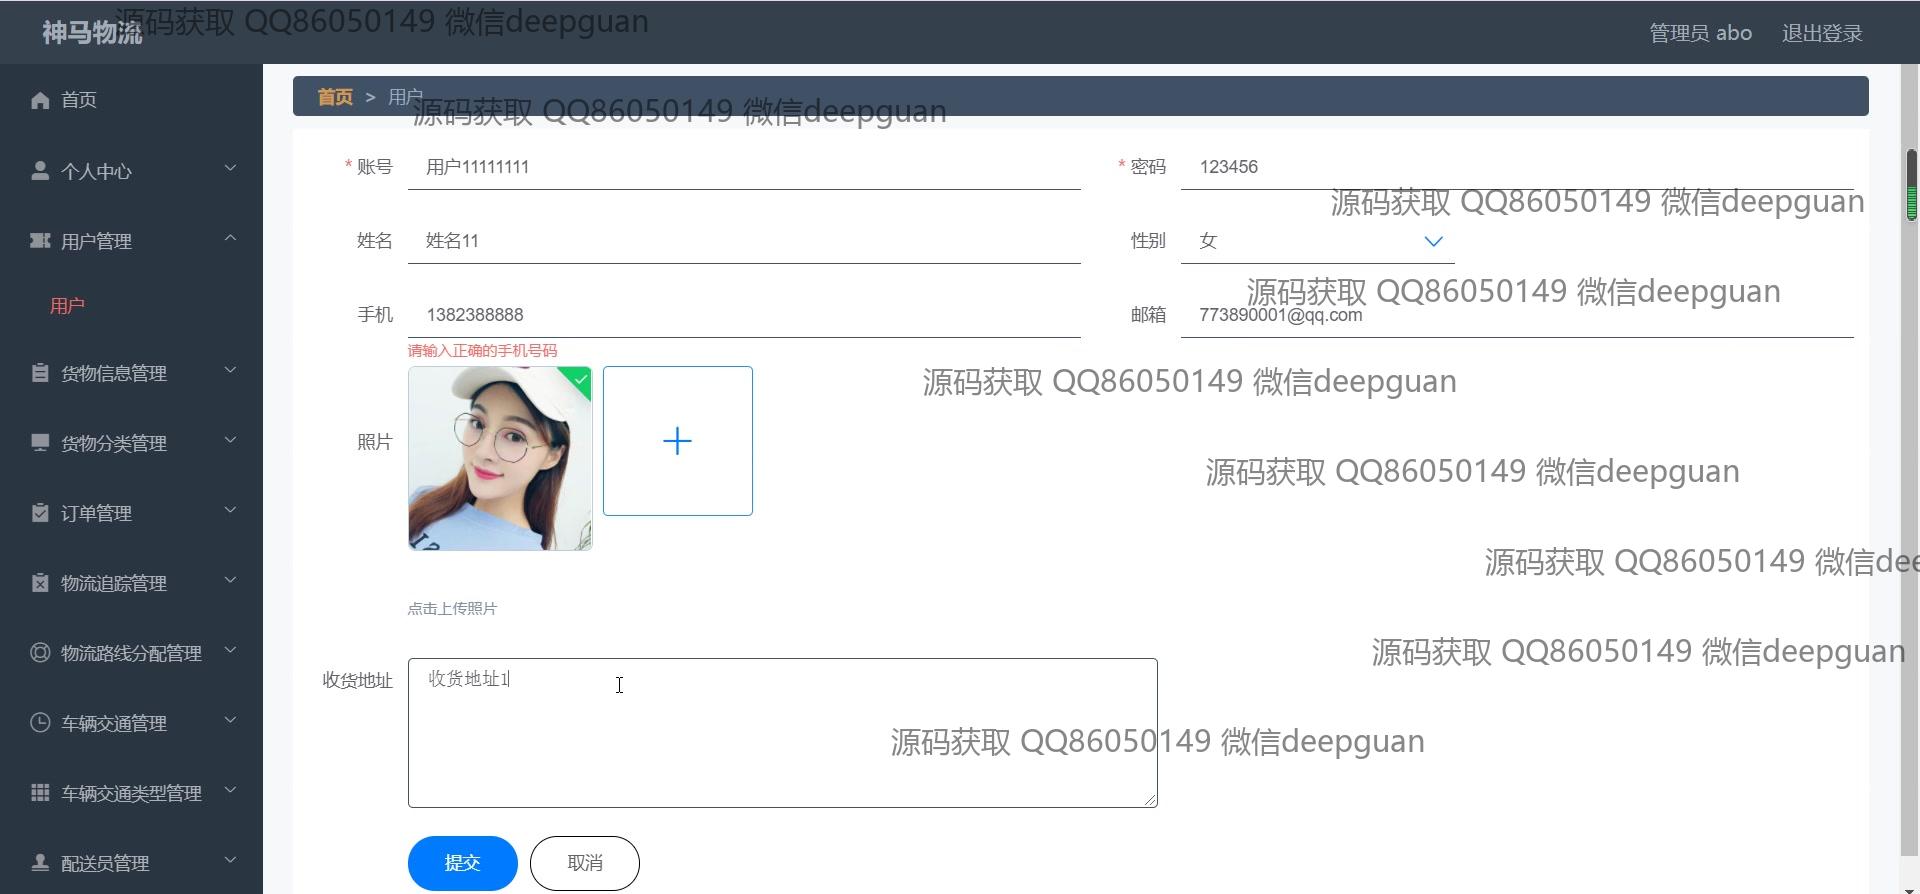 神马物流
源码获取 QQ86050149 微信deepguan
管理员 abo
退出登录
首页
个人中心
用户管理
用户
货物信息管理
货物分类管理
订单管理
物流追踪管理
物流路线分配管理
车辆交通管理
车辆交通类型管理
配送员管理
首页 > 用户
源码获取 QQ86050149 微信deepguan
* 账号 用户11111111
* 密码 123456
源码获取 QQ86050149 微信deepguan
姓名 姓名11
性别 女
源码获取 QQ86050149 微信deepguan
手机 1382388888
邮箱 773890001@qq.com
请输入正确的手机号码
源码获取 QQ86050149 微信deepguan
照片
源码获取 QQ86050149 微信deepguan
源码获取 QQ86050149 微信dee
点击上传照片
源码获取 QQ86050149 微信deepguan
收货地址 收货地址1
源码获取 QQ86050149 微信deepguan
提交 取消